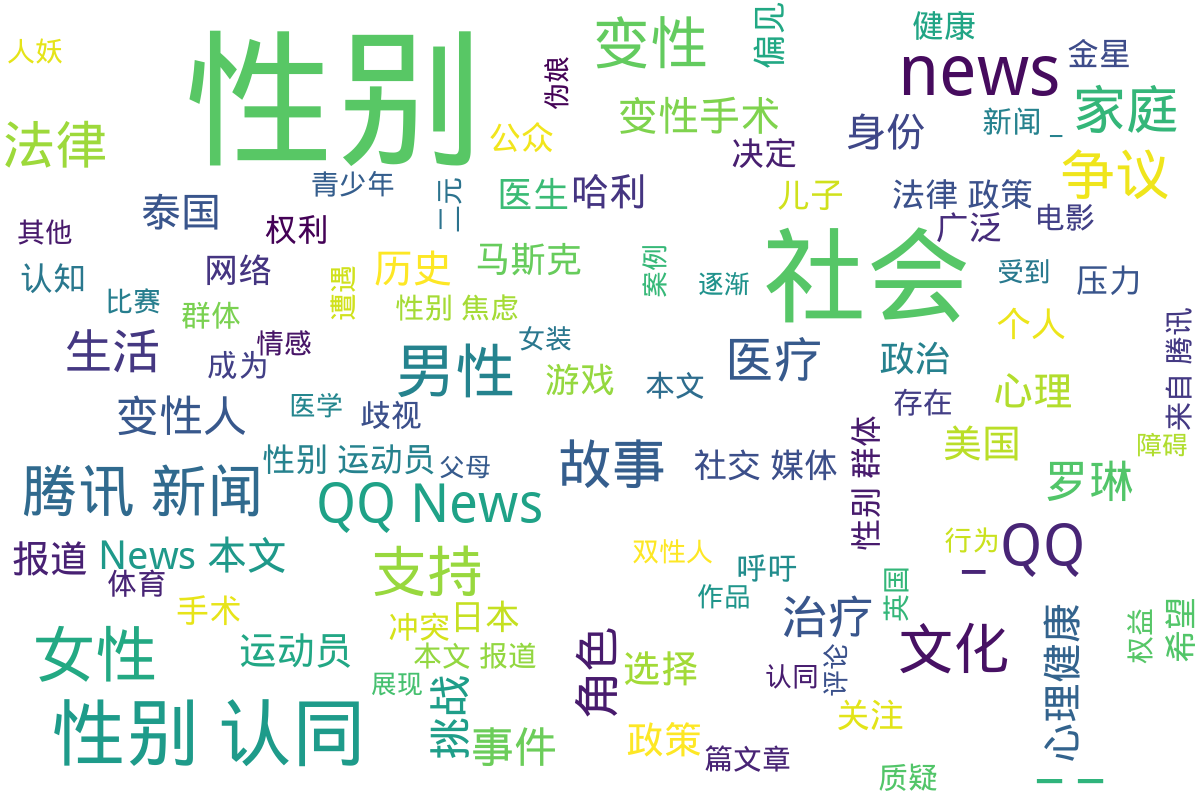 人妖
性别
变性
偏见
健康
news
金星
伪娘
家庭
法律
变性手术
公众
身份
新闻 _
决定
争议
青少年
二元
医生
哈利
儿子
法律 政策
泰国
权利
广泛
电影
其他
社会
网络
历史
马斯克
案例
认知
遭遇
逐渐
受到
压力
比赛
群体
性别 焦虑
个人
生活
情感
女装
来自 腾讯
成为
男性
游戏
本文
医疗
政治
心理
变性人
医学
歧视
存在
障碍
美国
性别 运动员
父母
故事
社交 媒体
性别 群体
罗琳
腾讯 新闻
QQ News
报道
News 本文
支持
双性人
行为
QQ
_
体育
呼吁
手术
作品
英国
冲突
日本
治疗
文化
心理健康
权益
希望
女性
运动员
本文 报道
角色
选择
认同
评论
展现
挑战
关注
性别 认同
事件
政策
篇文章
质疑
_ _